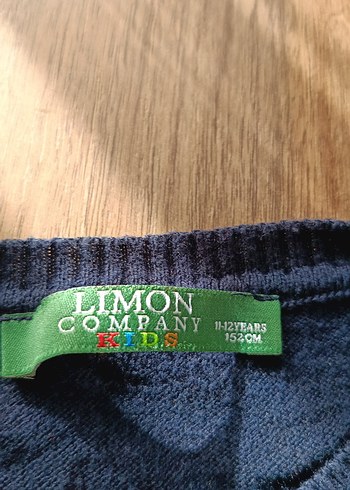 LIMON
COMPANY
KIDS
11-12YEARS
152CM